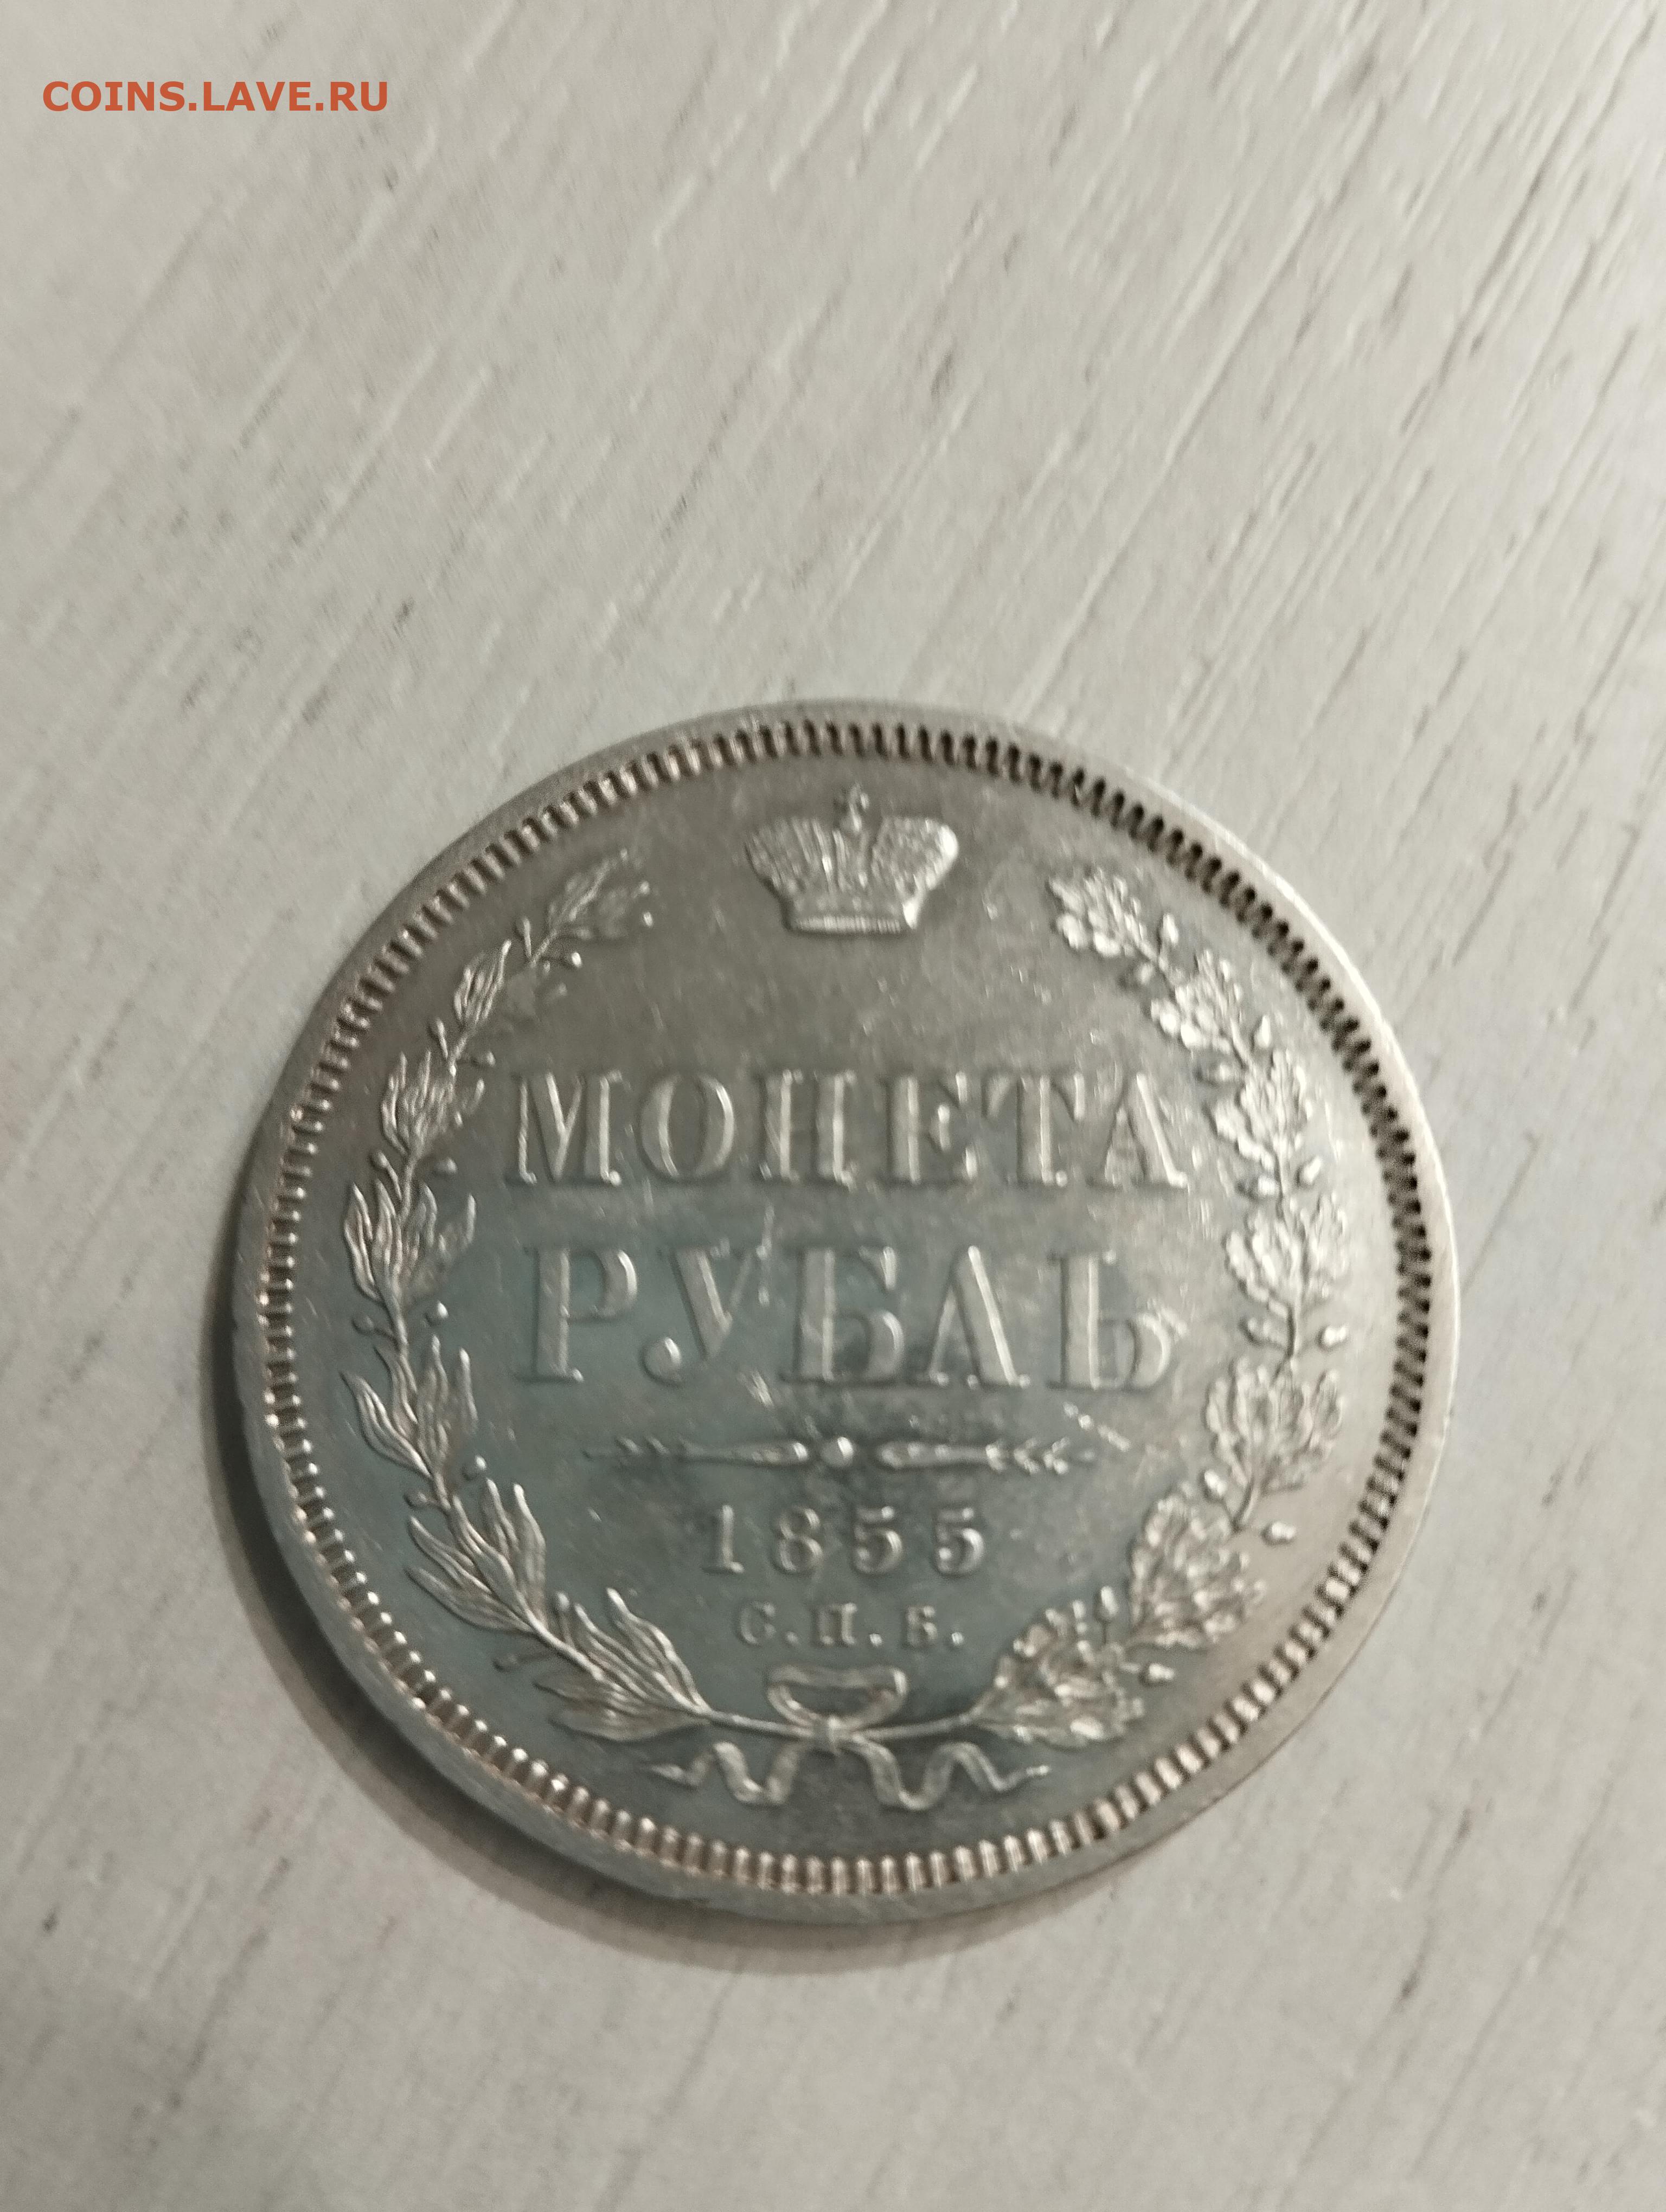 COINS.LAVE.RU
МОНЕТА
РУБЛЬ
1855
С.П.Б.